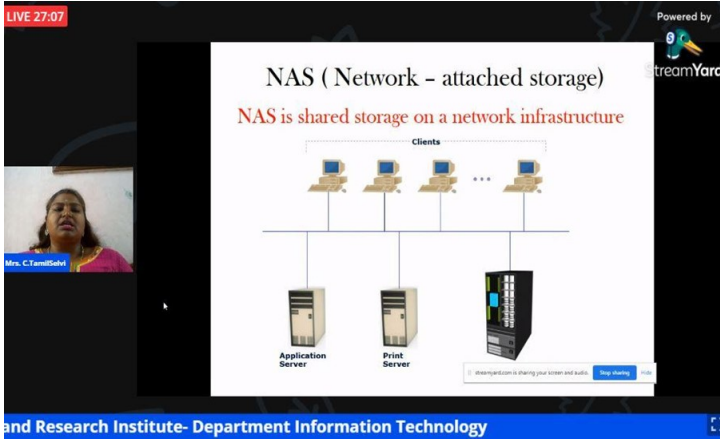 LIVE 27:07
Powered by
StreamYard
NAS ( Network – attached storage)
NAS is shared storage on a network infrastructure
Clients
Mrs. C.TamilSelvi
Application
Server
Print
Server
streamyard.com is sharing your screen and audio.
Stop sharing
Hide
and Research Institute- Department Information Technology